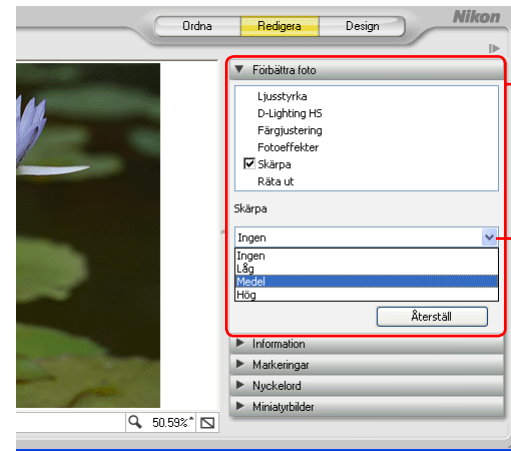 Ordna Redigera Design Nikon
Förbättra foto
Ljusstyrka
D-Lighting HS
Färgjustering
Fotoeffekter
Skärpa
Räta ut
Skärpa
Ingen
Ingen
Låg
Medel
Hög
Återställ
Information
Markeringar
Nyckelord
Miniatyrbilder
50.59%